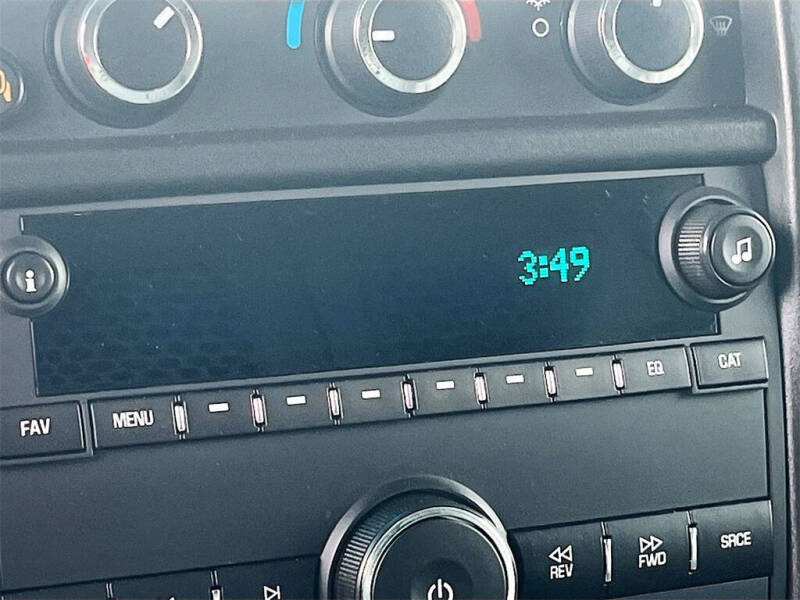 3:49
i
FAV
MENU
EQ
CAT
REV
FWD
SRCE